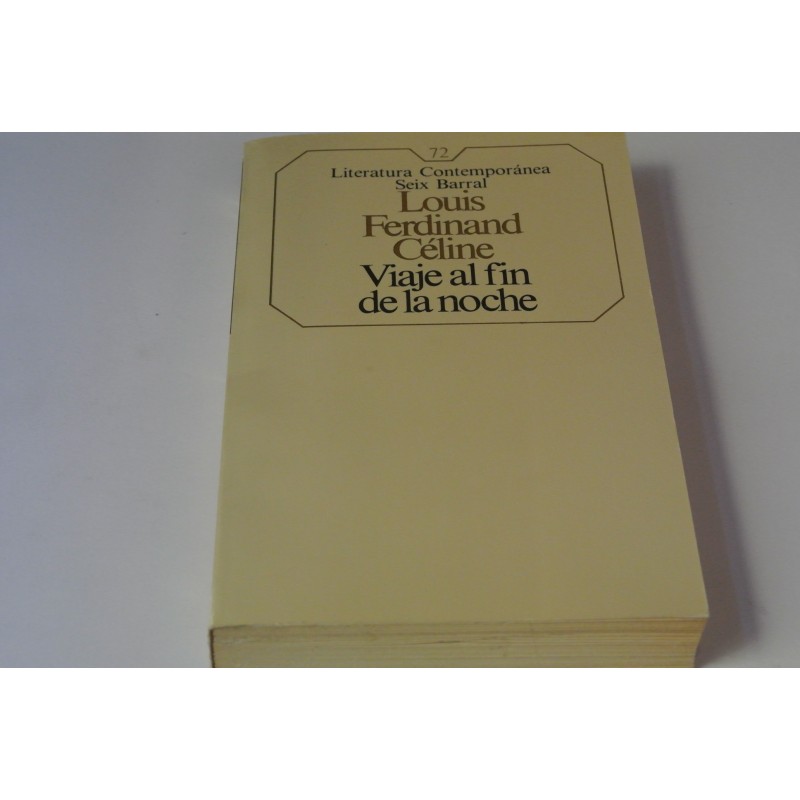 72
Literatura Contemporánea
Seix Barral
Louis
Ferdinand
Céline
Viaje al fin
de la noche